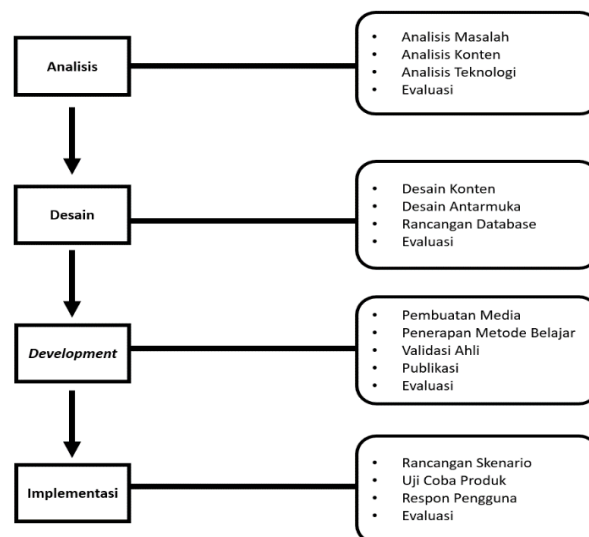 Analisis
• Analisis Masalah
• Analisis Konten
• Analisis Teknologi
• Evaluasi
Desain
• Desain Konten
• Desain Antarmuka
• Rancangan Database
• Evaluasi
Development
• Pembuatan Media
• Penerapan Metode Belajar
• Validasi Ahli
• Publikasi
• Evaluasi
Implementasi
• Rancangan Skenario
• Uji Coba Produk
• Respon Pengguna
• Evaluasi